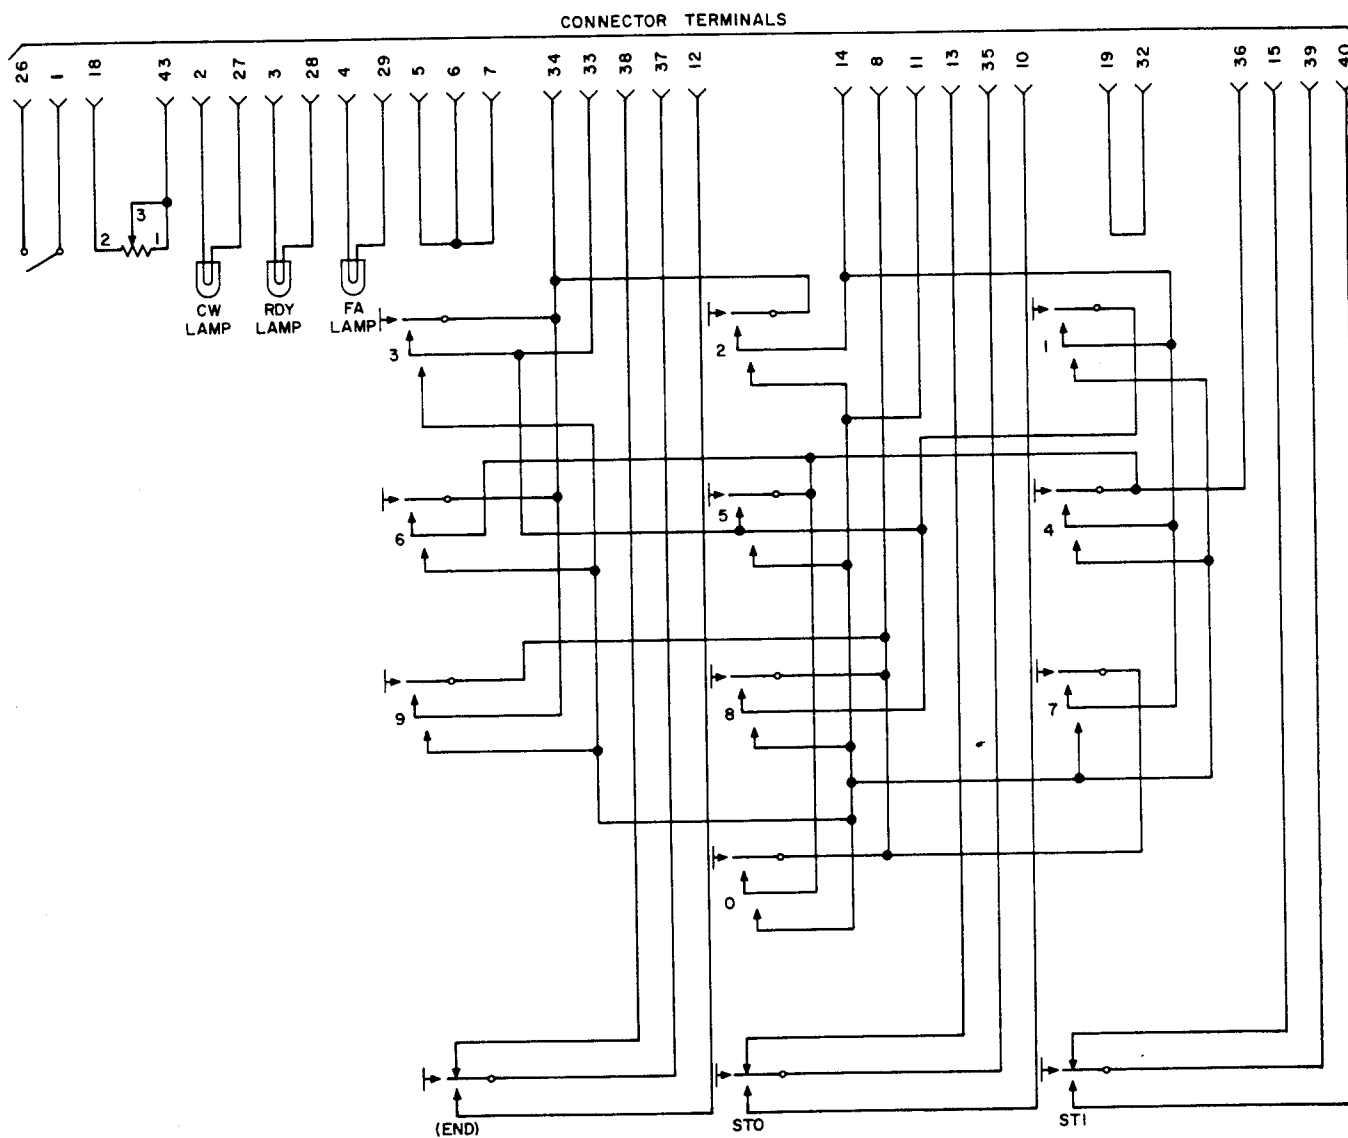 CONNECTOR TERMINALS
26 1 18 43 2 27 3 28 4 29 5 6 7 34 33 38 37 12 14 8 11 13 35 10 19 32 36 15 39 40
3
2 1
CW LAMP
RDY LAMP
FA LAMP
3 2 1
6 5 4
9 8 7
0
(END) STO STI